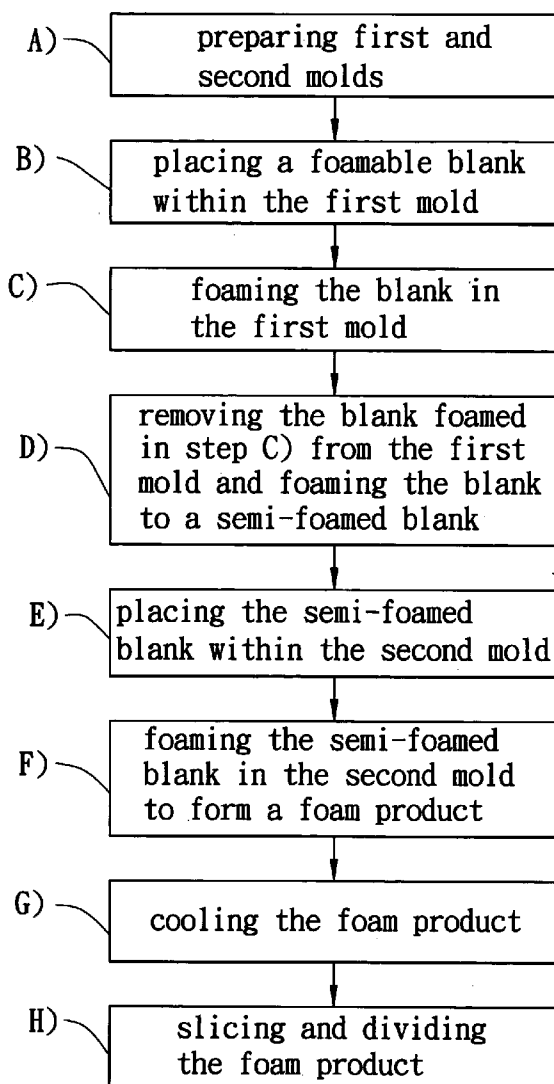 A)
preparing first and
second molds
B)
placing a foamable blank
within the first mold
C)
foaming the blank in
the first mold
D)
removing the blank foamed
in step C) from the first
mold and foaming the blank
to a semi-foamed blank
E)
placing the semi-foamed
blank within the second mold
F)
foaming the semi-foamed
blank in the second mold
to form a foam product
G)
cooling the foam product
H)
slicing and dividing
the foam product